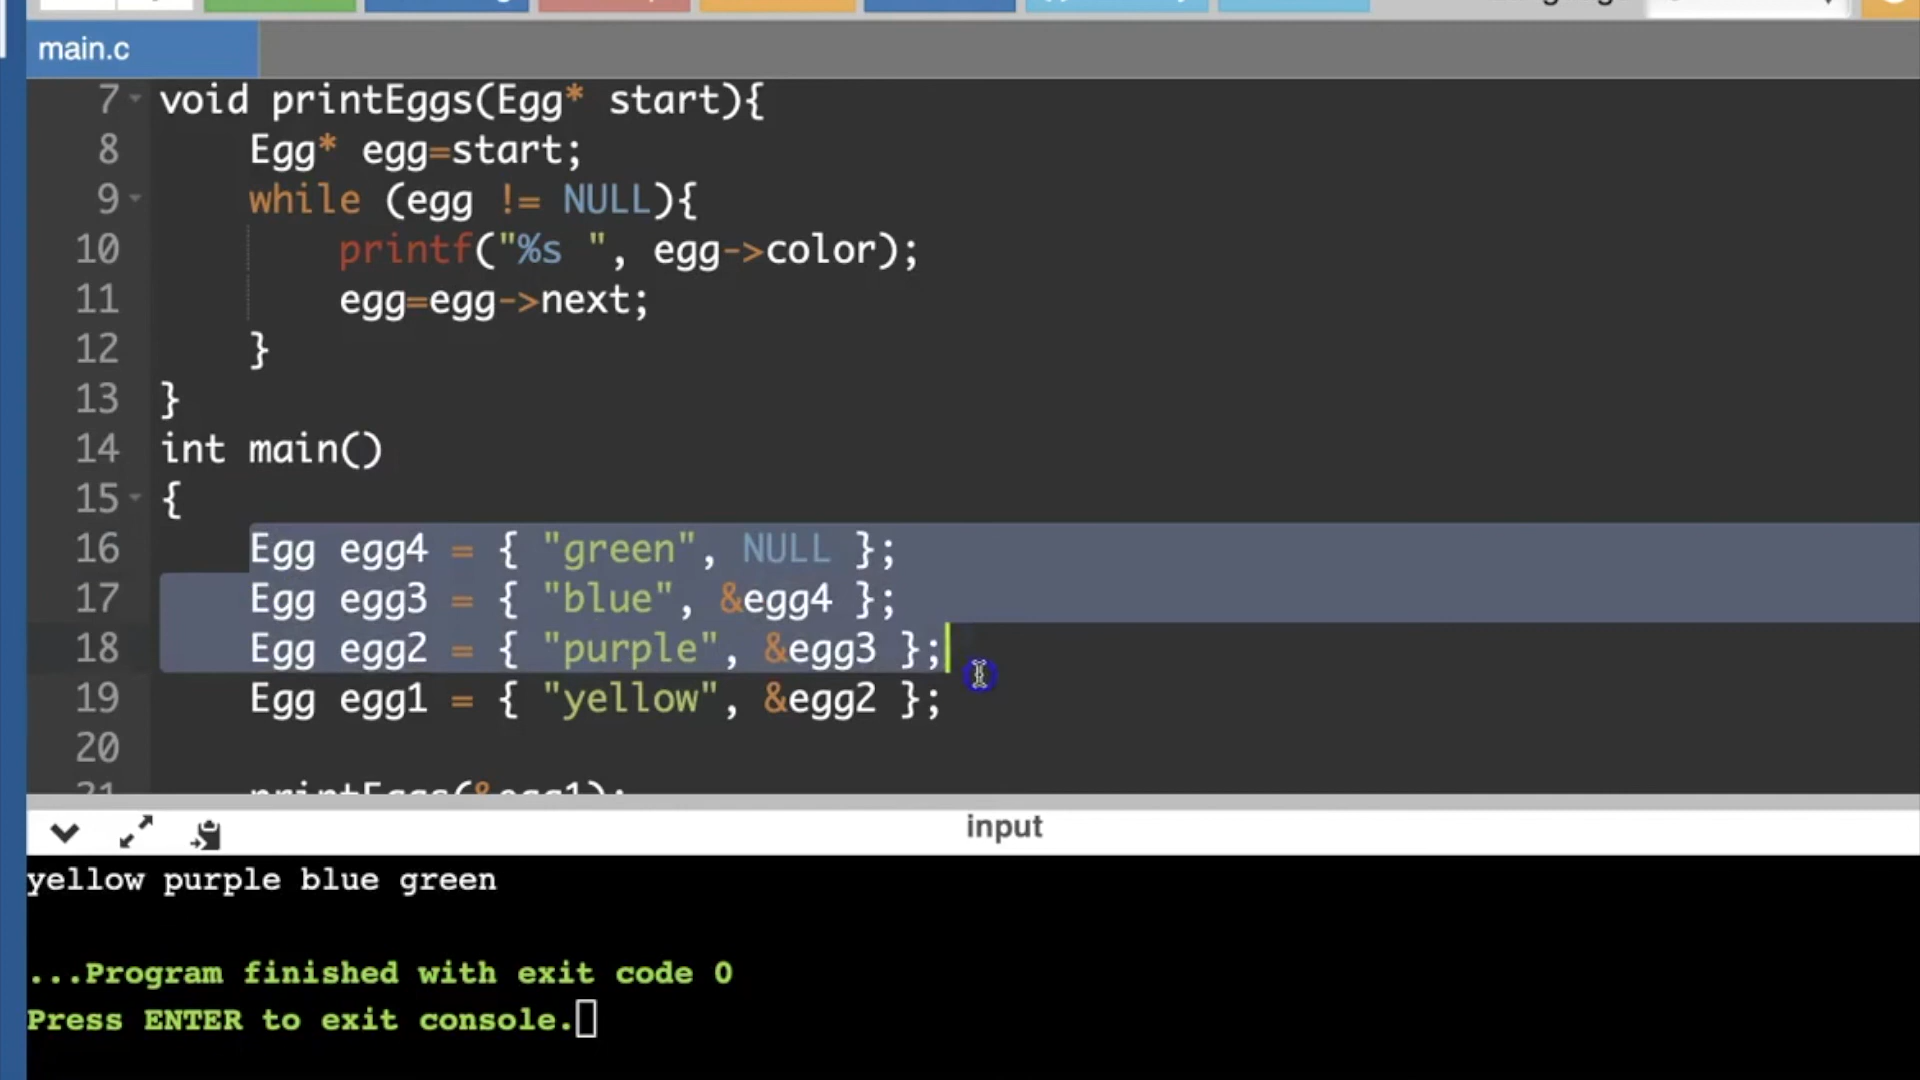 main.c
7 void printEggs(Egg* start){
8 Egg* egg=start;
9 while (egg != NULL){
10 printf("%s ", egg->color);
11 egg=egg->next;
12 }
13 }
14 int main()
15 {
16 Egg egg4 = { "green", NULL };
17 Egg egg3 = { "blue", &egg4 };
18 Egg egg2 = { "purple", &egg3 };
19 Egg egg1 = { "yellow", &egg2 };
20
21 printEggs(&egg1);
input
yellow purple blue green
...Program finished with exit code 0
Press ENTER to exit console.